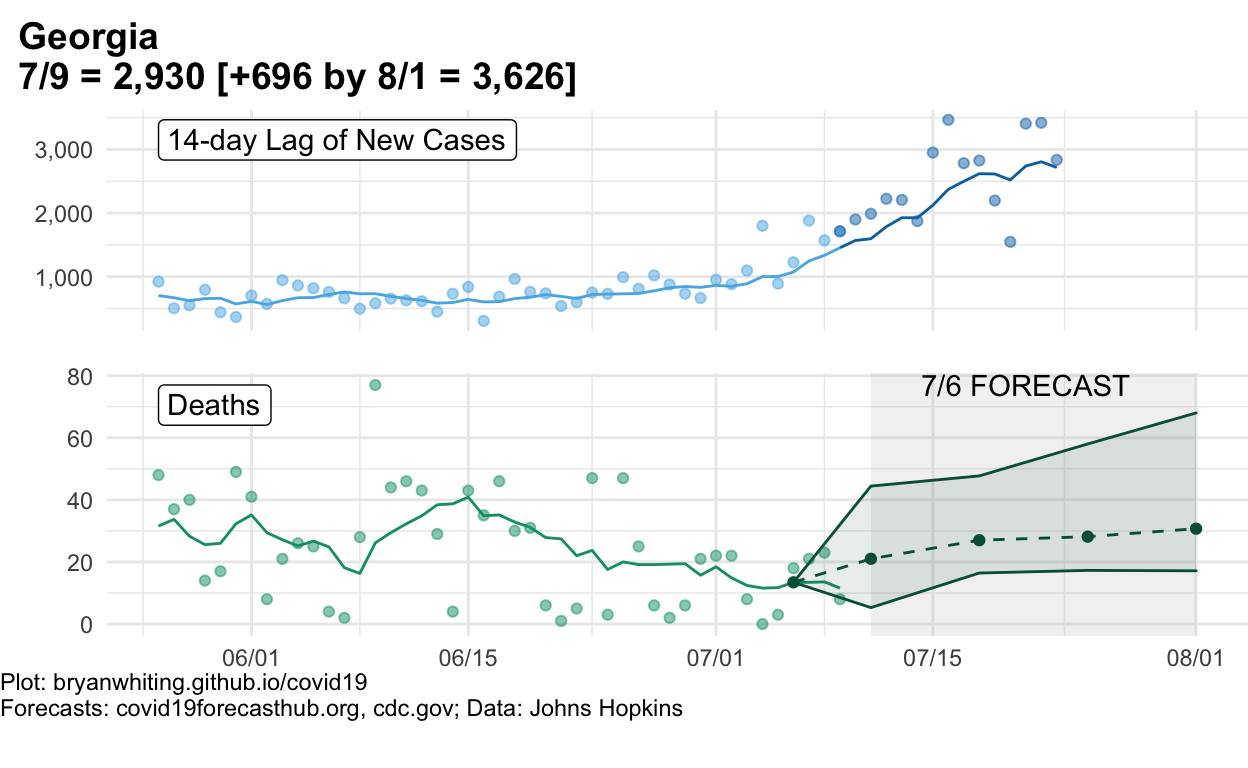 Georgia
7/9 = 2,930 [+696 by 8/1 = 3,626]
14-day Lag of New Cases
3,000
2,000
1,000
80
Deaths
7/6 FORECAST
60
40
20
0
06/01 06/15 07/01 07/15 08/01
Plot: bryanwhiting.github.io/covid19
Forecasts: covid19forecasthub.org, cdc.gov; Data: Johns Hopkins